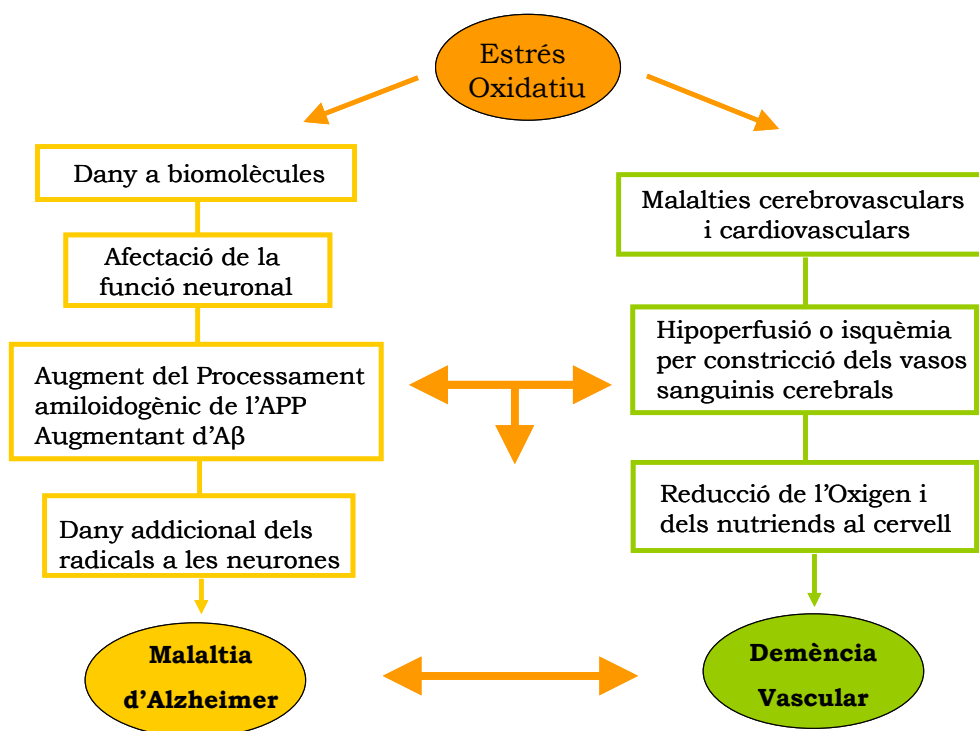 Estrés
Oxidatiu
Dany a biomolècules
Afectació de la
funció neuronal
Augment del Processament
amiloidogènic de l’APP
Augmentant d’Aβ
Dany addicional dels
radicals a les neurones
Malaltia
d’Alzheimer
Malalties cerebrovasculars
i cardiovasculars
Hipoperfusió o isquèmia
per constricció dels vasos
sanguinis cerebrals
Reducció de l’Oxigen i
dels nutriends al cervell
Demència
Vascular